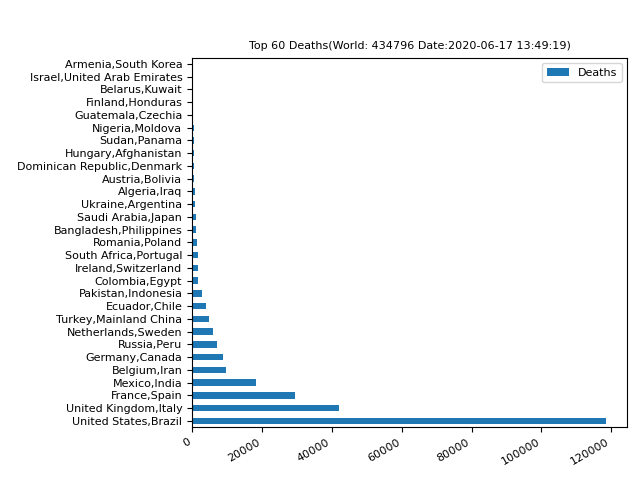 Top 60 Deaths(World: 434796 Date:2020-06-17 13:49:19)
Deaths
Armenia,South Korea
Israel,United Arab Emirates
Belarus,Kuwait
Finland,Honduras
Guatemala,Czechia
Nigeria,Moldova
Sudan,Panama
Hungary,Afghanistan
Dominican Republic,Denmark
Austria,Bolivia
Algeria,Iraq
Ukraine,Argentina
Saudi Arabia,Japan
Bangladesh,Philippines
Romania,Poland
South Africa,Portugal
Ireland,Switzerland
Colombia,Egypt
Pakistan,Indonesia
Ecuador,Chile
Turkey,Mainland China
Netherlands,Sweden
Russia,Peru
Germany,Canada
Belgium,Iran
Mexico,India
France,Spain
United Kingdom,Italy
United States,Brazil
0
20000
40000
60000
80000
100000
120000